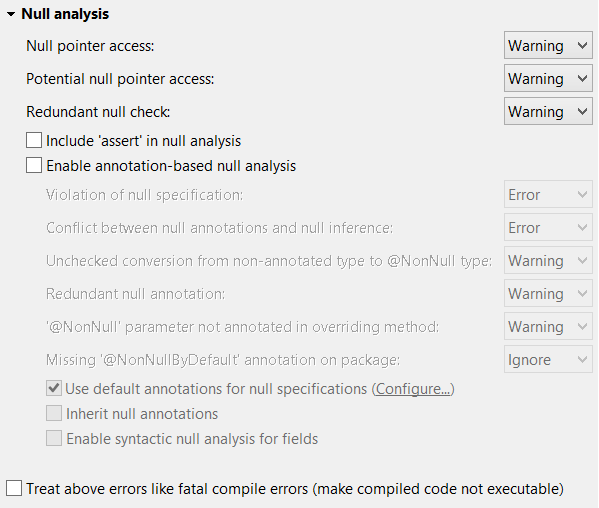 Null analysis
Null pointer access: Warning
Potential null pointer access: Warning
Redundant null check: Warning
Include 'assert' in null analysis
Enable annotation-based null analysis
Violation of null specification: Error
Conflict between null annotations and null inference: Error
Unchecked conversion from non-annotated type to @NonNull type: Warning
Redundant null annotation: Warning
'@NonNull' parameter not annotated in overriding method: Warning
Missing '@NonNullByDefault' annotation on package: Ignore
Use default annotations for null specifications (Configure...)
Inherit null annotations
Enable syntactic null analysis for fields
Treat above errors like fatal compile errors (make compiled code not executable)